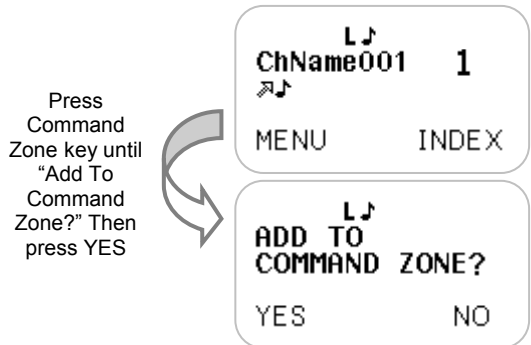 Press
Command
Zone key until
“Add To
Command
Zone?” Then
press YES
L♪
ChName001 1
♪
MENU INDEX
L♪
ADD TO
COMMAND ZONE?
YES NO